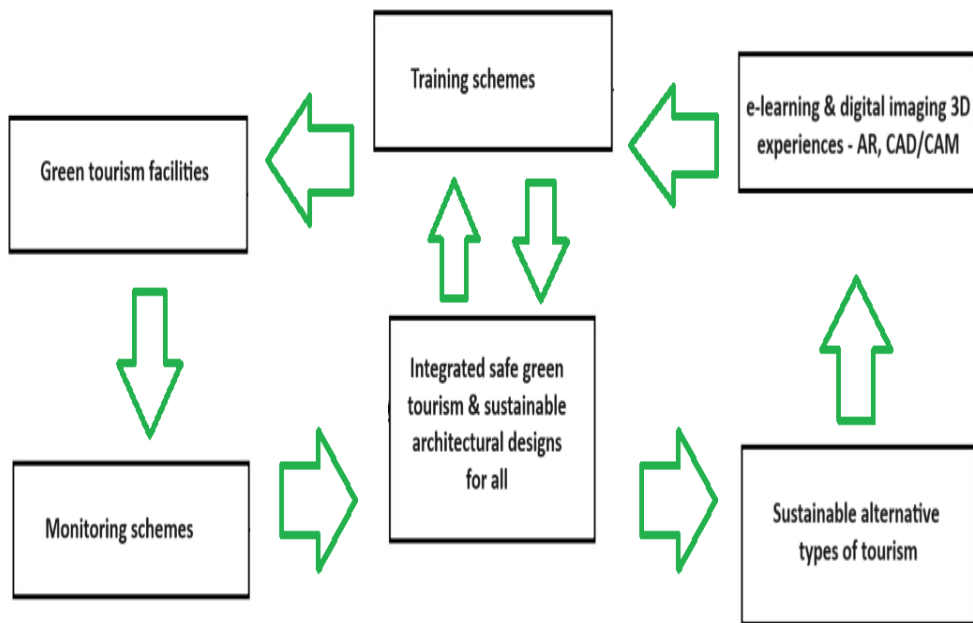 Training schemes
e-learning & digital imaging 3D
experiences - AR, CAD/CAM
Green tourism facilities
Integrated safe green
tourism & sustainable
architectural designs
for all
Monitoring schemes
Sustainable alternative
types of tourism